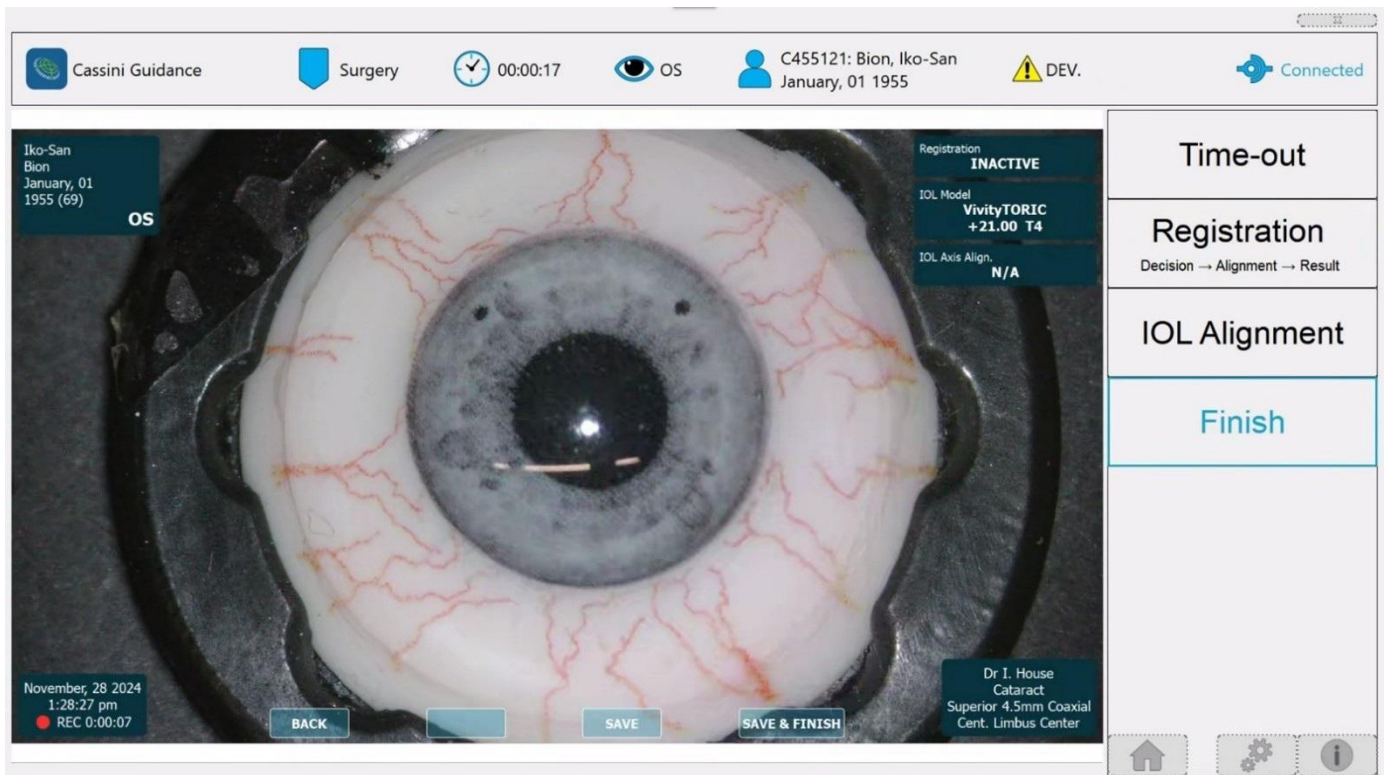 Cassini Guidance
Surgery
00:00:17
OS
C455121: Bion, Iko-San
January, 01 1955
DEV.
Connected
Iko-San
Bion
January, 01
1955 (69)
OS
Registration
INACTIVE
IOL Model
VivityTORIC
+21.00 T4
IOL Axis Align.
N/A
Time-out
Registration
Decision → Alignment → Result
IOL Alignment
Finish
November, 28 2024
1:28:27 pm
REC 0:00:07
BACK
SAVE
SAVE & FINISH
Dr I. House
Cataract
Superior 4.5mm Coaxial
Cent. Limbus Center